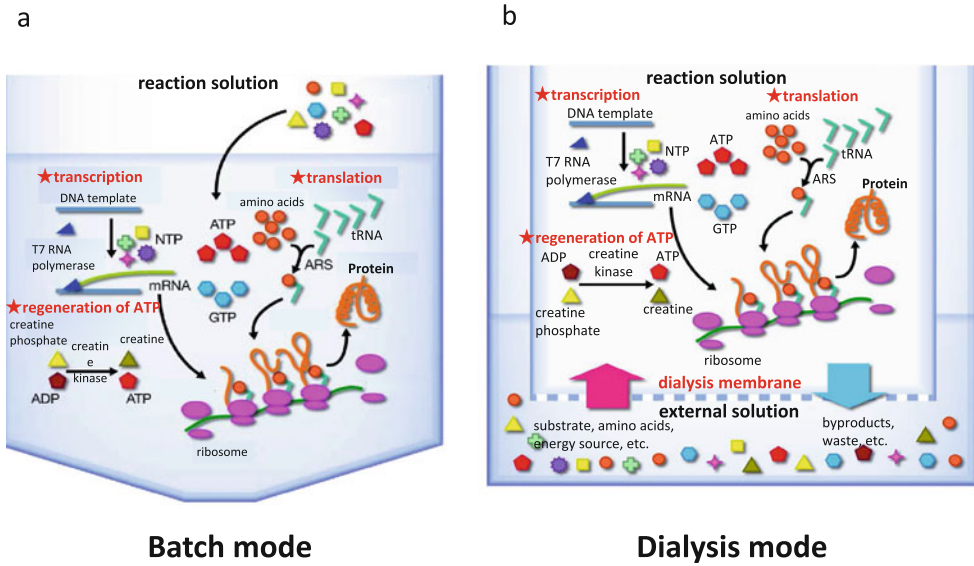 a
reaction solution
★transcription
DNA template
T7 RNA
polymerase
NTP
mRNA
★regeneration of ATP
creatine
phosphate
creatin
e
kinase
creatine
ADP
ATP
ATP
GTP
★translation
amino acids
tRNA
ARS
Protein
ribosome
Batch mode
b
reaction solution
★transcription
DNA template
T7 RNA
polymerase
NTP
mRNA
ATP
GTP
★translation
amino acids
tRNA
ARS
Protein
★regeneration of ATP
ADP
creatine
kinase
ATP
creatine
phosphate
creatine
ribosome
dialysis membrane
external solution
substrate, amino acids,
energy source, etc.
byproducts,
waste, etc.
Dialysis mode